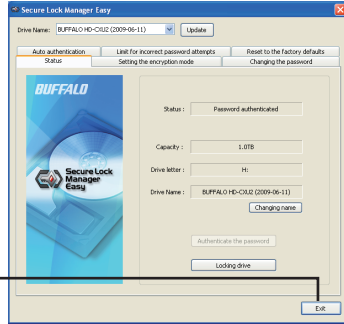 Secure Lock Manager Easy
Drive Name: BUFFALO HD-CXU2 (2009-06-11) Update
Auto authentication Limit for incorrect password attempts Reset to the factory defaults
Status Setting the encryption mode Changing the password
BUFFALO
Secure Lock
Manager
Easy
Status : Password authenticated
Capacity : 1.0TB
Drive letter : H:
Drive Name : BUFFALO HD-CXU2 (2009-06-11)
Changing name
Authenticate the password
Locking drive
Exit